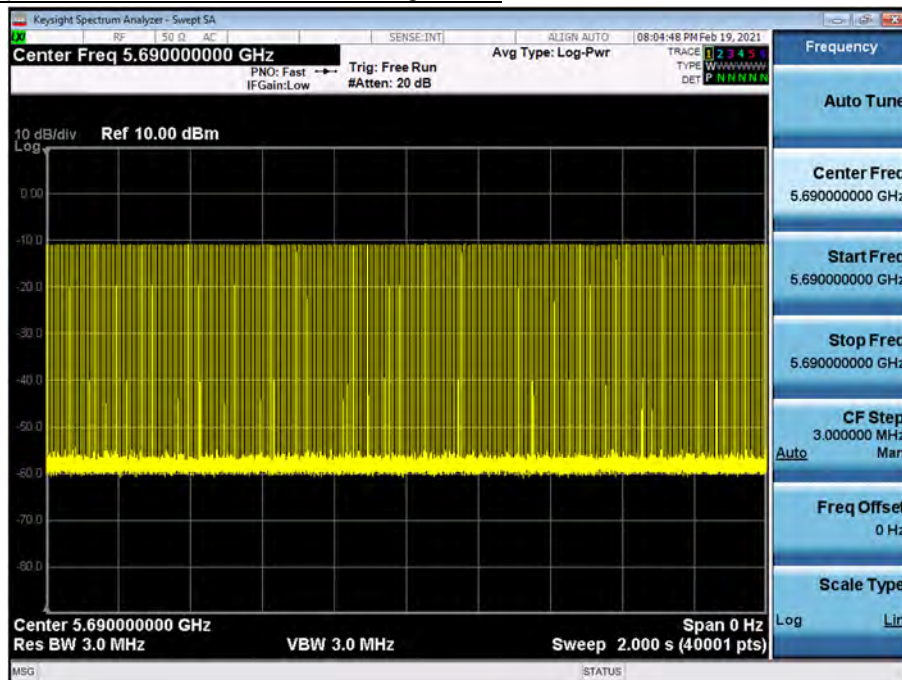 Keysight Spectrum Analyzer - Swept SA
RF 50 Ω AC SENSE:INT ALIGN AUTO 08:04:48 PM Feb 19, 2021
Center Freq 5.690000000 GHz
PNO: Fast
IFGain:Low
Trig: Free Run
#Atten: 20 dB
Avg Type: Log-Pwr
TRACE 1 2 3 4 5 6
TYPE WWWWWW
DET P N N N N N
10 dB/div Ref 10.00 dBm
Log
0.00
-10.0
-20.0
-30.0
-40.0
-50.0
-60.0
-70.0
-80.0
Center 5.690000000 GHz Span 0 Hz
Res BW 3.0 MHz VBW 3.0 MHz Sweep 2.000 s (40001 pts)
MSG STATUS
Frequency
Auto Tune
Center Freq
5.690000000 GHz
Start Freq
5.690000000 GHz
Stop Freq
5.690000000 GHz
CF Step
3.000000 MHz
Auto Man
Freq Offset
0 Hz
Scale Type
Log Lin